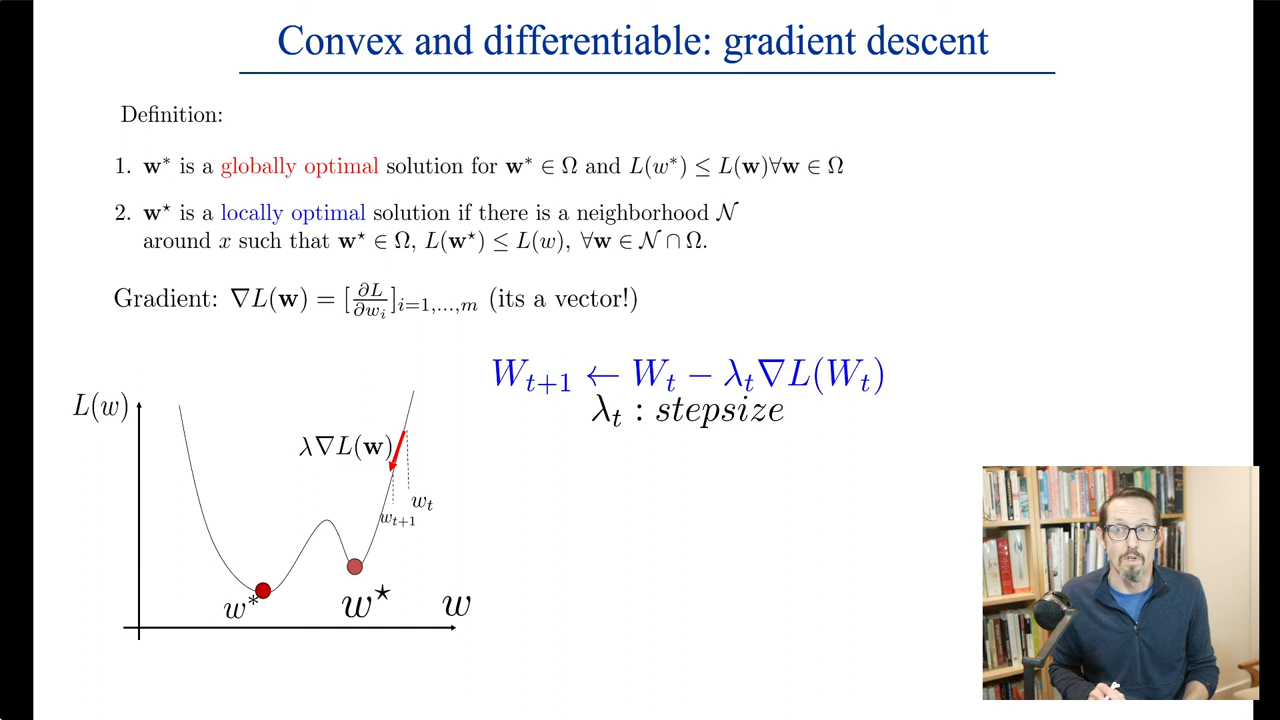 Convex and differentiable: gradient descent
Definition:
1. w* is a globally optimal solution for w* ∈ Ω and L(w*) ≤ L(w)∀w ∈ Ω
2. w⋆ is a locally optimal solution if there is a neighborhood 𝒩
around x such that w⋆ ∈ Ω, L(w⋆) ≤ L(w), ∀w ∈ 𝒩 ∩ Ω.
Gradient: ∇L(w) = [∂L/∂w_i]_{i=1,...,m} (its a vector!)
W_{t+1} ← W_t − λ_t∇L(W_t)
λ_t : stepsize
L(w)
λ∇L(w)
w_t
w_{t+1}
w*
w⋆
w